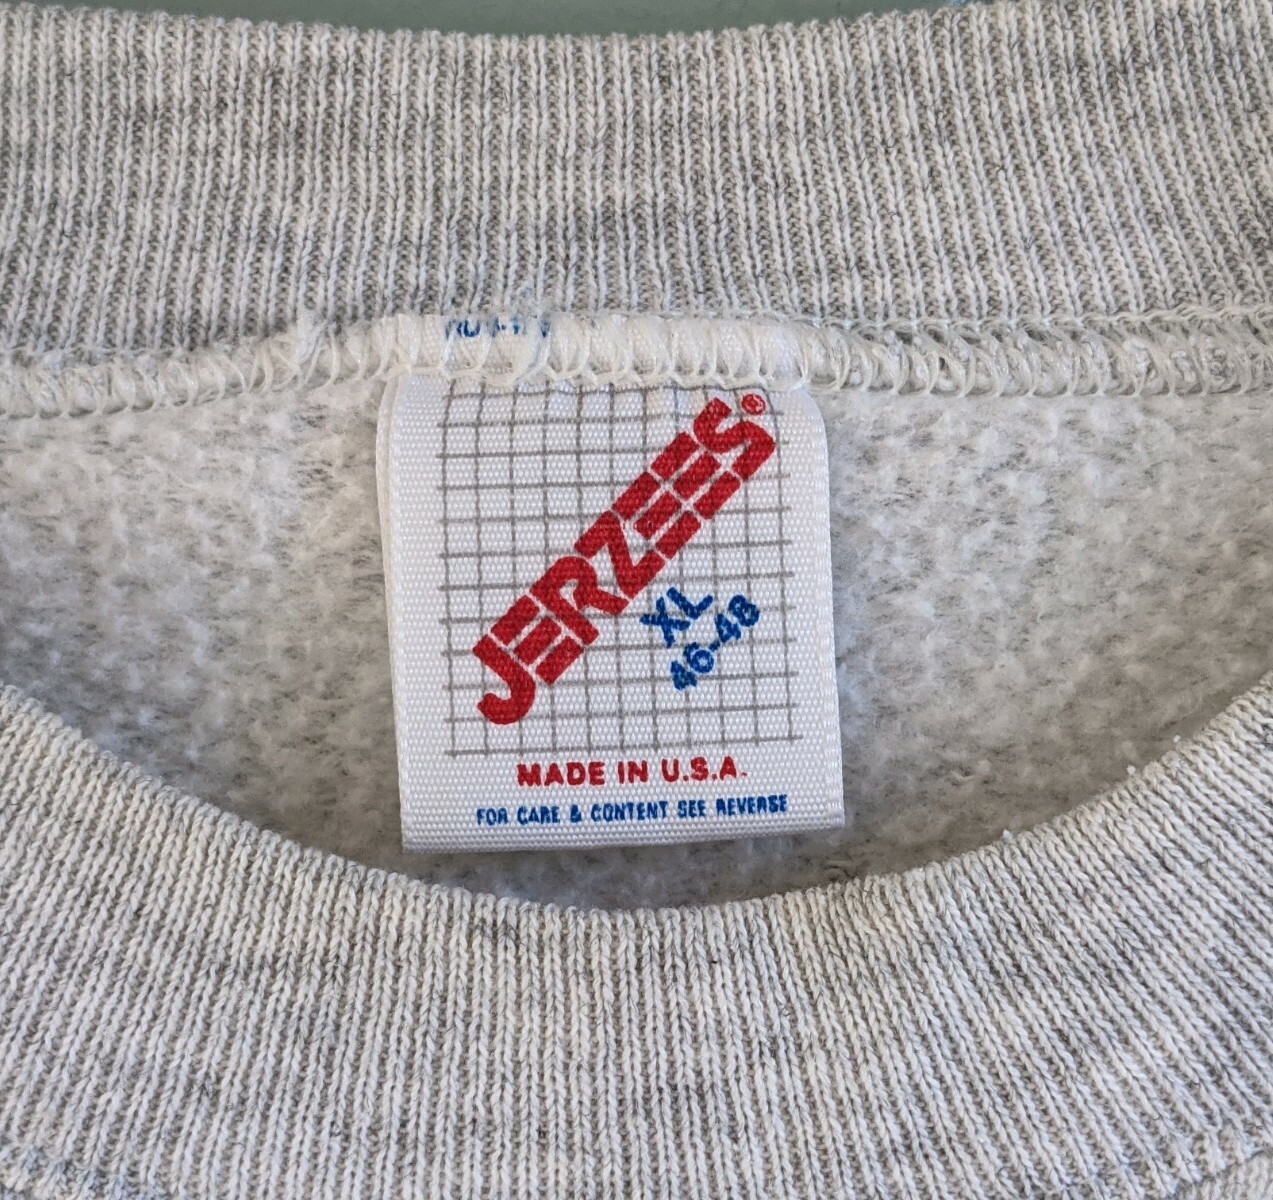 JERZEES®
XL
46-48
MADE IN U.S.A.
FOR CARE & CONTENT SEE REVERSE